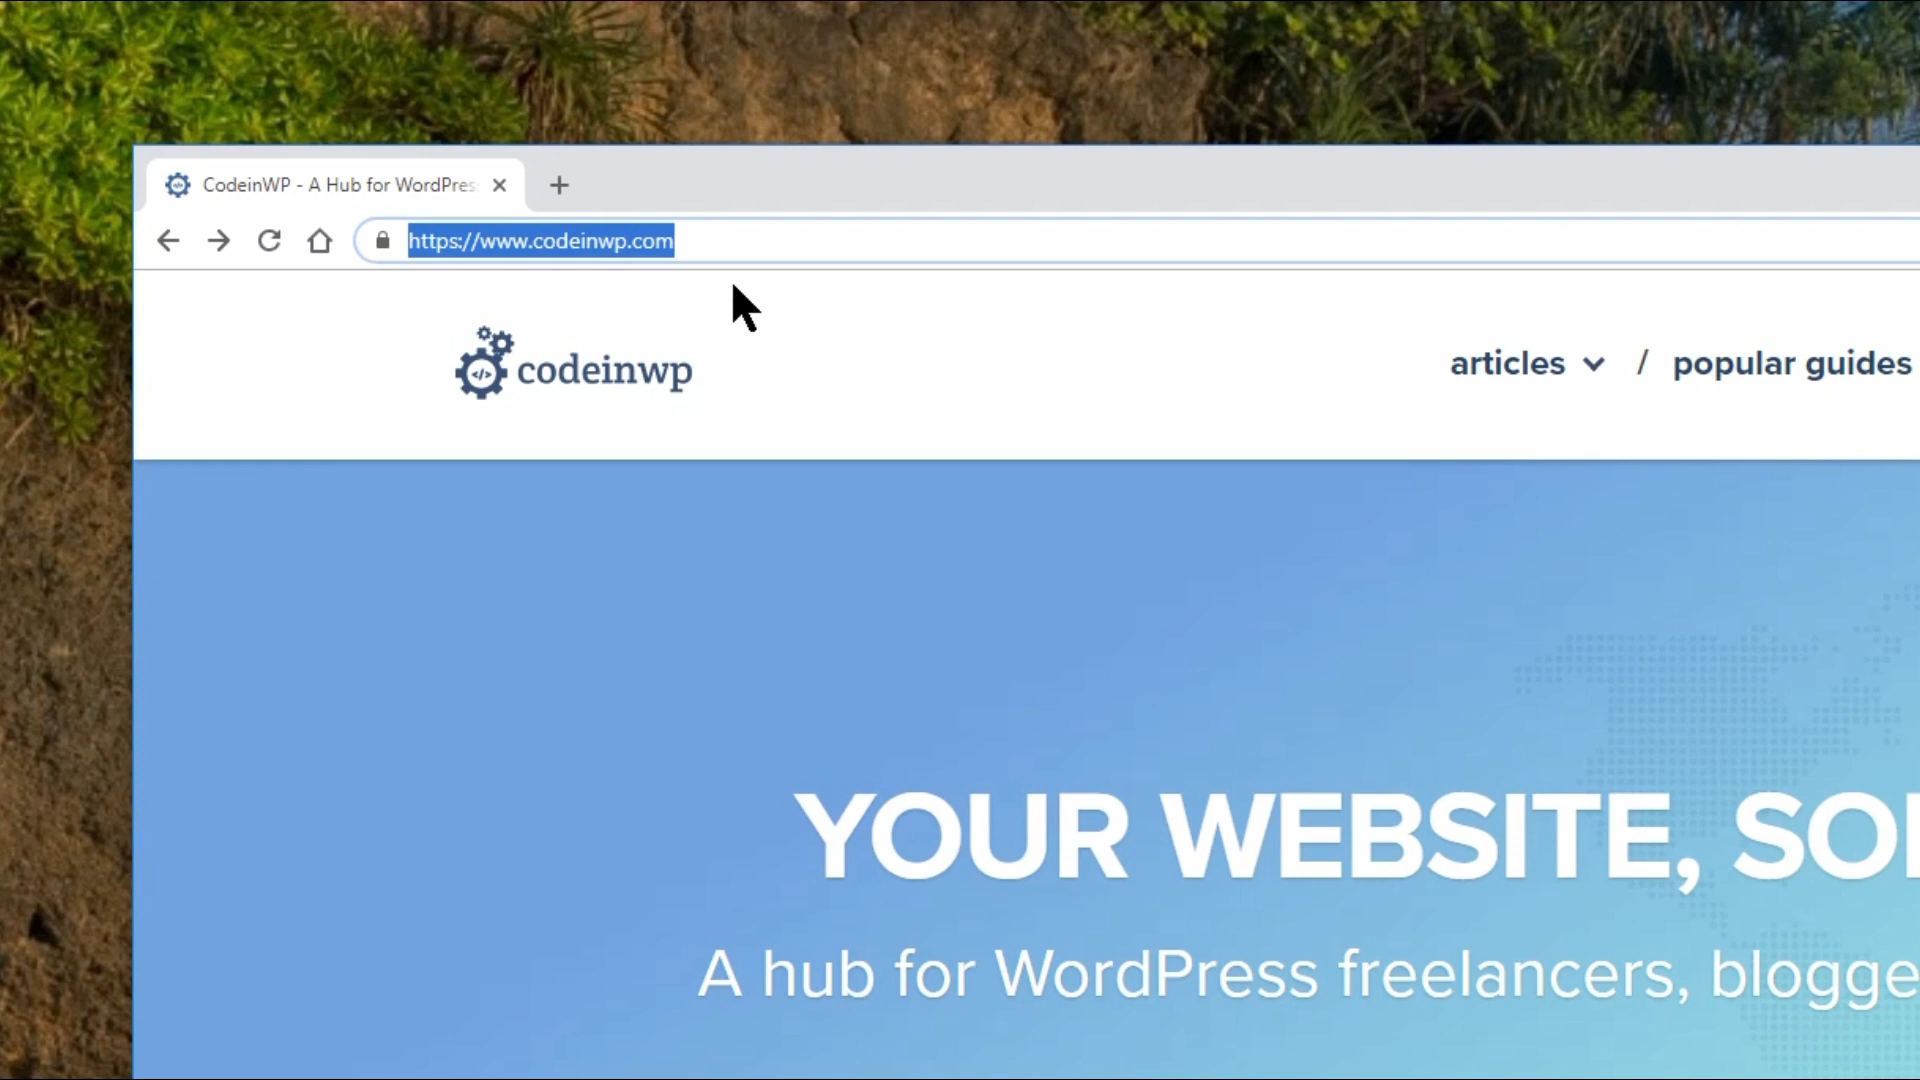 CodeinWP - A Hub for WordPres
https://www.codeinwp.com
</> codeinwp
articles / popular guides
YOUR WEBSITE, SO
A hub for WordPress freelancers, blogge